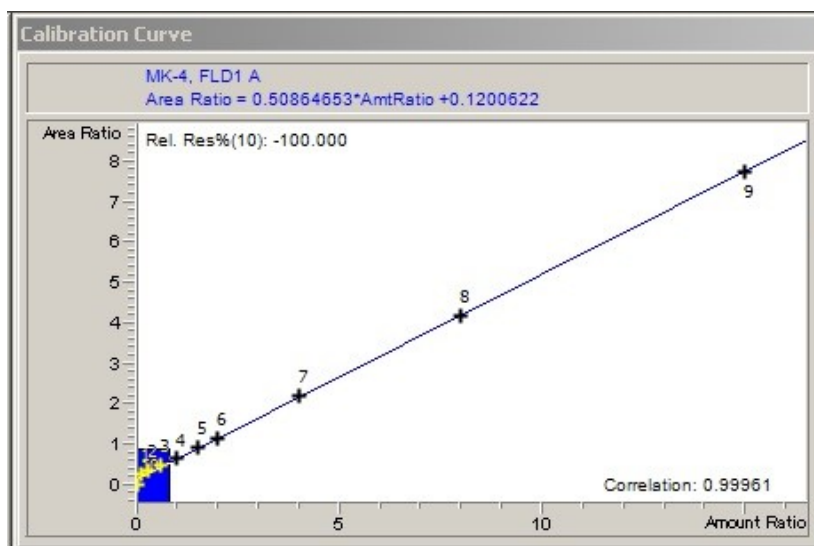 Calibration Curve
MK-4, FLD1 A
Area Ratio = 0.50864653*AmtRatio +0.1200622
Area Ratio
Rel. Res%(10): -100.000
8
7
6
5
4
3
2
1
0
9
8
7
6
5
4
3
2
Correlation: 0.99961
0
5
10
Amount Ratio